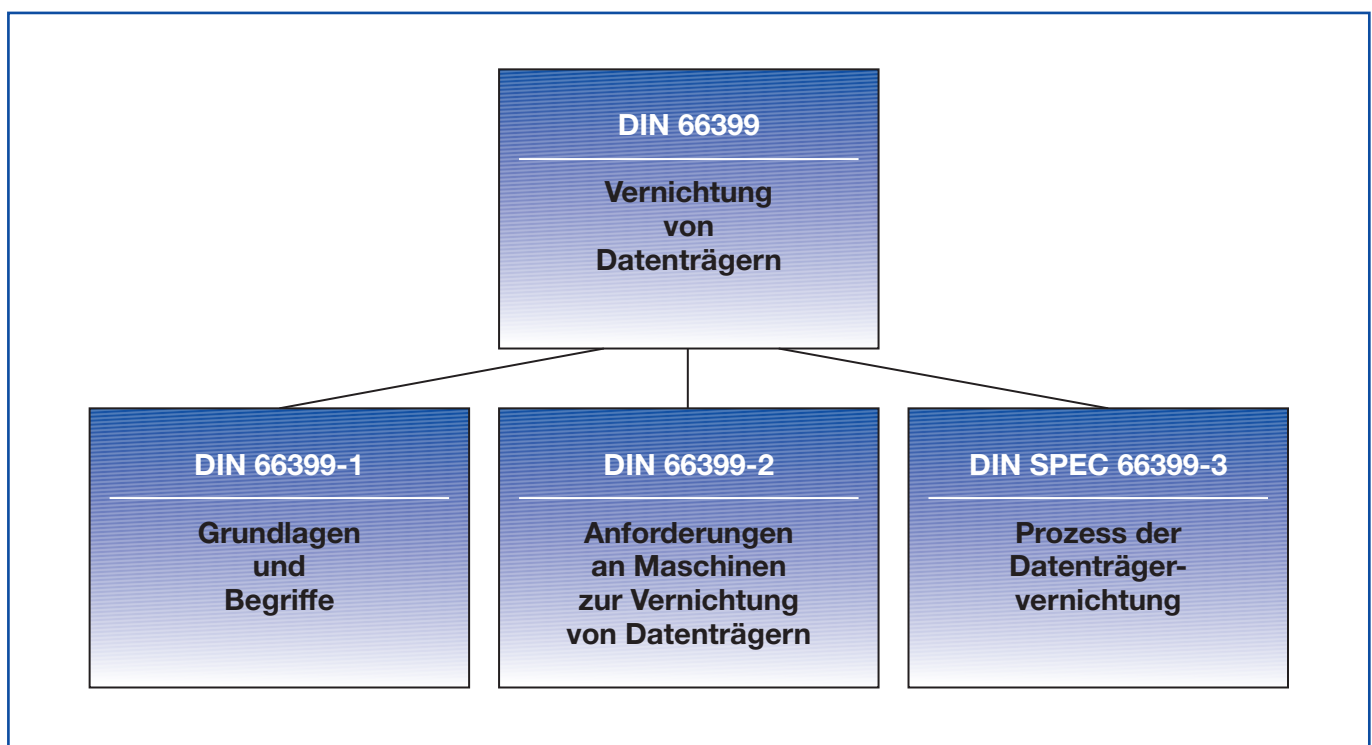 DIN 66399
Vernichtung
von
Datenträgern
DIN 66399-1
Grundlagen
und
Begriffe
DIN 66399-2
Anforderungen
an Maschinen
zur Vernichtung
von Datenträgern
DIN SPEC 66399-3
Prozess der
Datenträger-
vernichtung